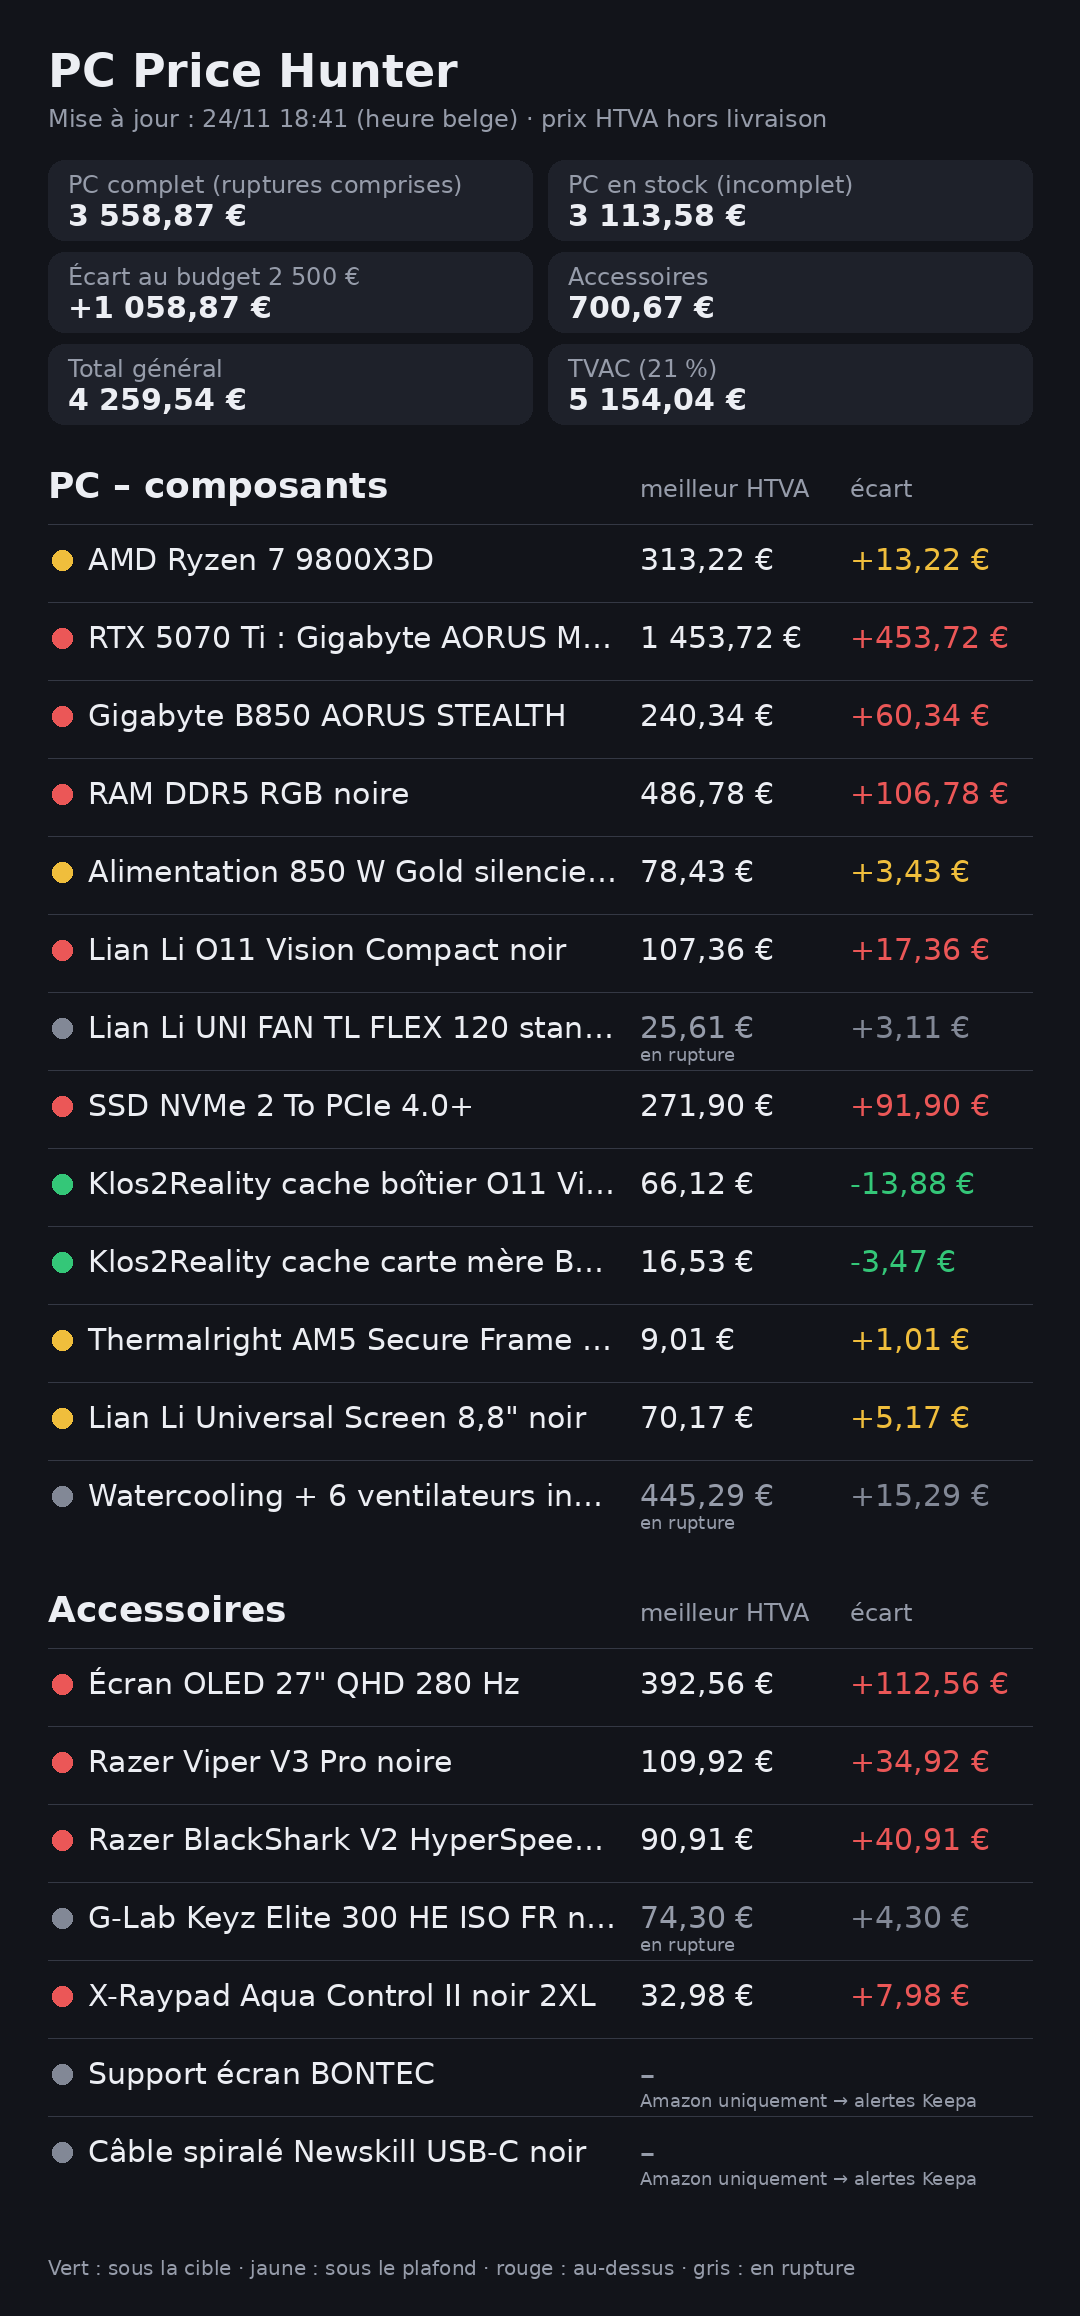 PC Price Hunter
Mise à jour : 24/11 18:41 (heure belge) · prix HTVA hors livraison
PC complet (ruptures comprises)
3 558,87 €
PC en stock (incomplet)
3 113,58 €
Écart au budget 2 500 €
+1 058,87 €
Accessoires
700,67 €
Total général
4 259,54 €
TVAC (21 %)
5 154,04 €
PC – composants meilleur HTVA écart
AMD Ryzen 7 9800X3D 313,22 € +13,22 €
RTX 5070 Ti : Gigabyte AORUS M… 1 453,72 € +453,72 €
Gigabyte B850 AORUS STEALTH 240,34 € +60,34 €
RAM DDR5 RGB noire 486,78 € +106,78 €
Alimentation 850 W Gold silencie… 78,43 € +3,43 €
Lian Li O11 Vision Compact noir 107,36 € +17,36 €
Lian Li UNI FAN TL FLEX 120 stan… 25,61 € +3,11 €
en rupture
SSD NVMe 2 To PCIe 4.0+ 271,90 € +91,90 €
Klos2Reality cache boîtier O11 Vi… 66,12 € -13,88 €
Klos2Reality cache carte mère B… 16,53 € -3,47 €
Thermalright AM5 Secure Frame … 9,01 € +1,01 €
Lian Li Universal Screen 8,8" noir 70,17 € +5,17 €
Watercooling + 6 ventilateurs in… 445,29 € +15,29 €
en rupture
Accessoires meilleur HTVA écart
Écran OLED 27" QHD 280 Hz 392,56 € +112,56 €
Razer Viper V3 Pro noire 109,92 € +34,92 €
Razer BlackShark V2 HyperSpee… 90,91 € +40,91 €
G-Lab Keyz Elite 300 HE ISO FR n… 74,30 € +4,30 €
en rupture
X-Raypad Aqua Control II noir 2XL 32,98 € +7,98 €
Support écran BONTEC –
Amazon uniquement → alertes Keepa
Câble spiralé Newskill USB-C noir –
Amazon uniquement → alertes Keepa
Vert : sous la cible · jaune : sous le plafond · rouge : au-dessus · gris : en rupture